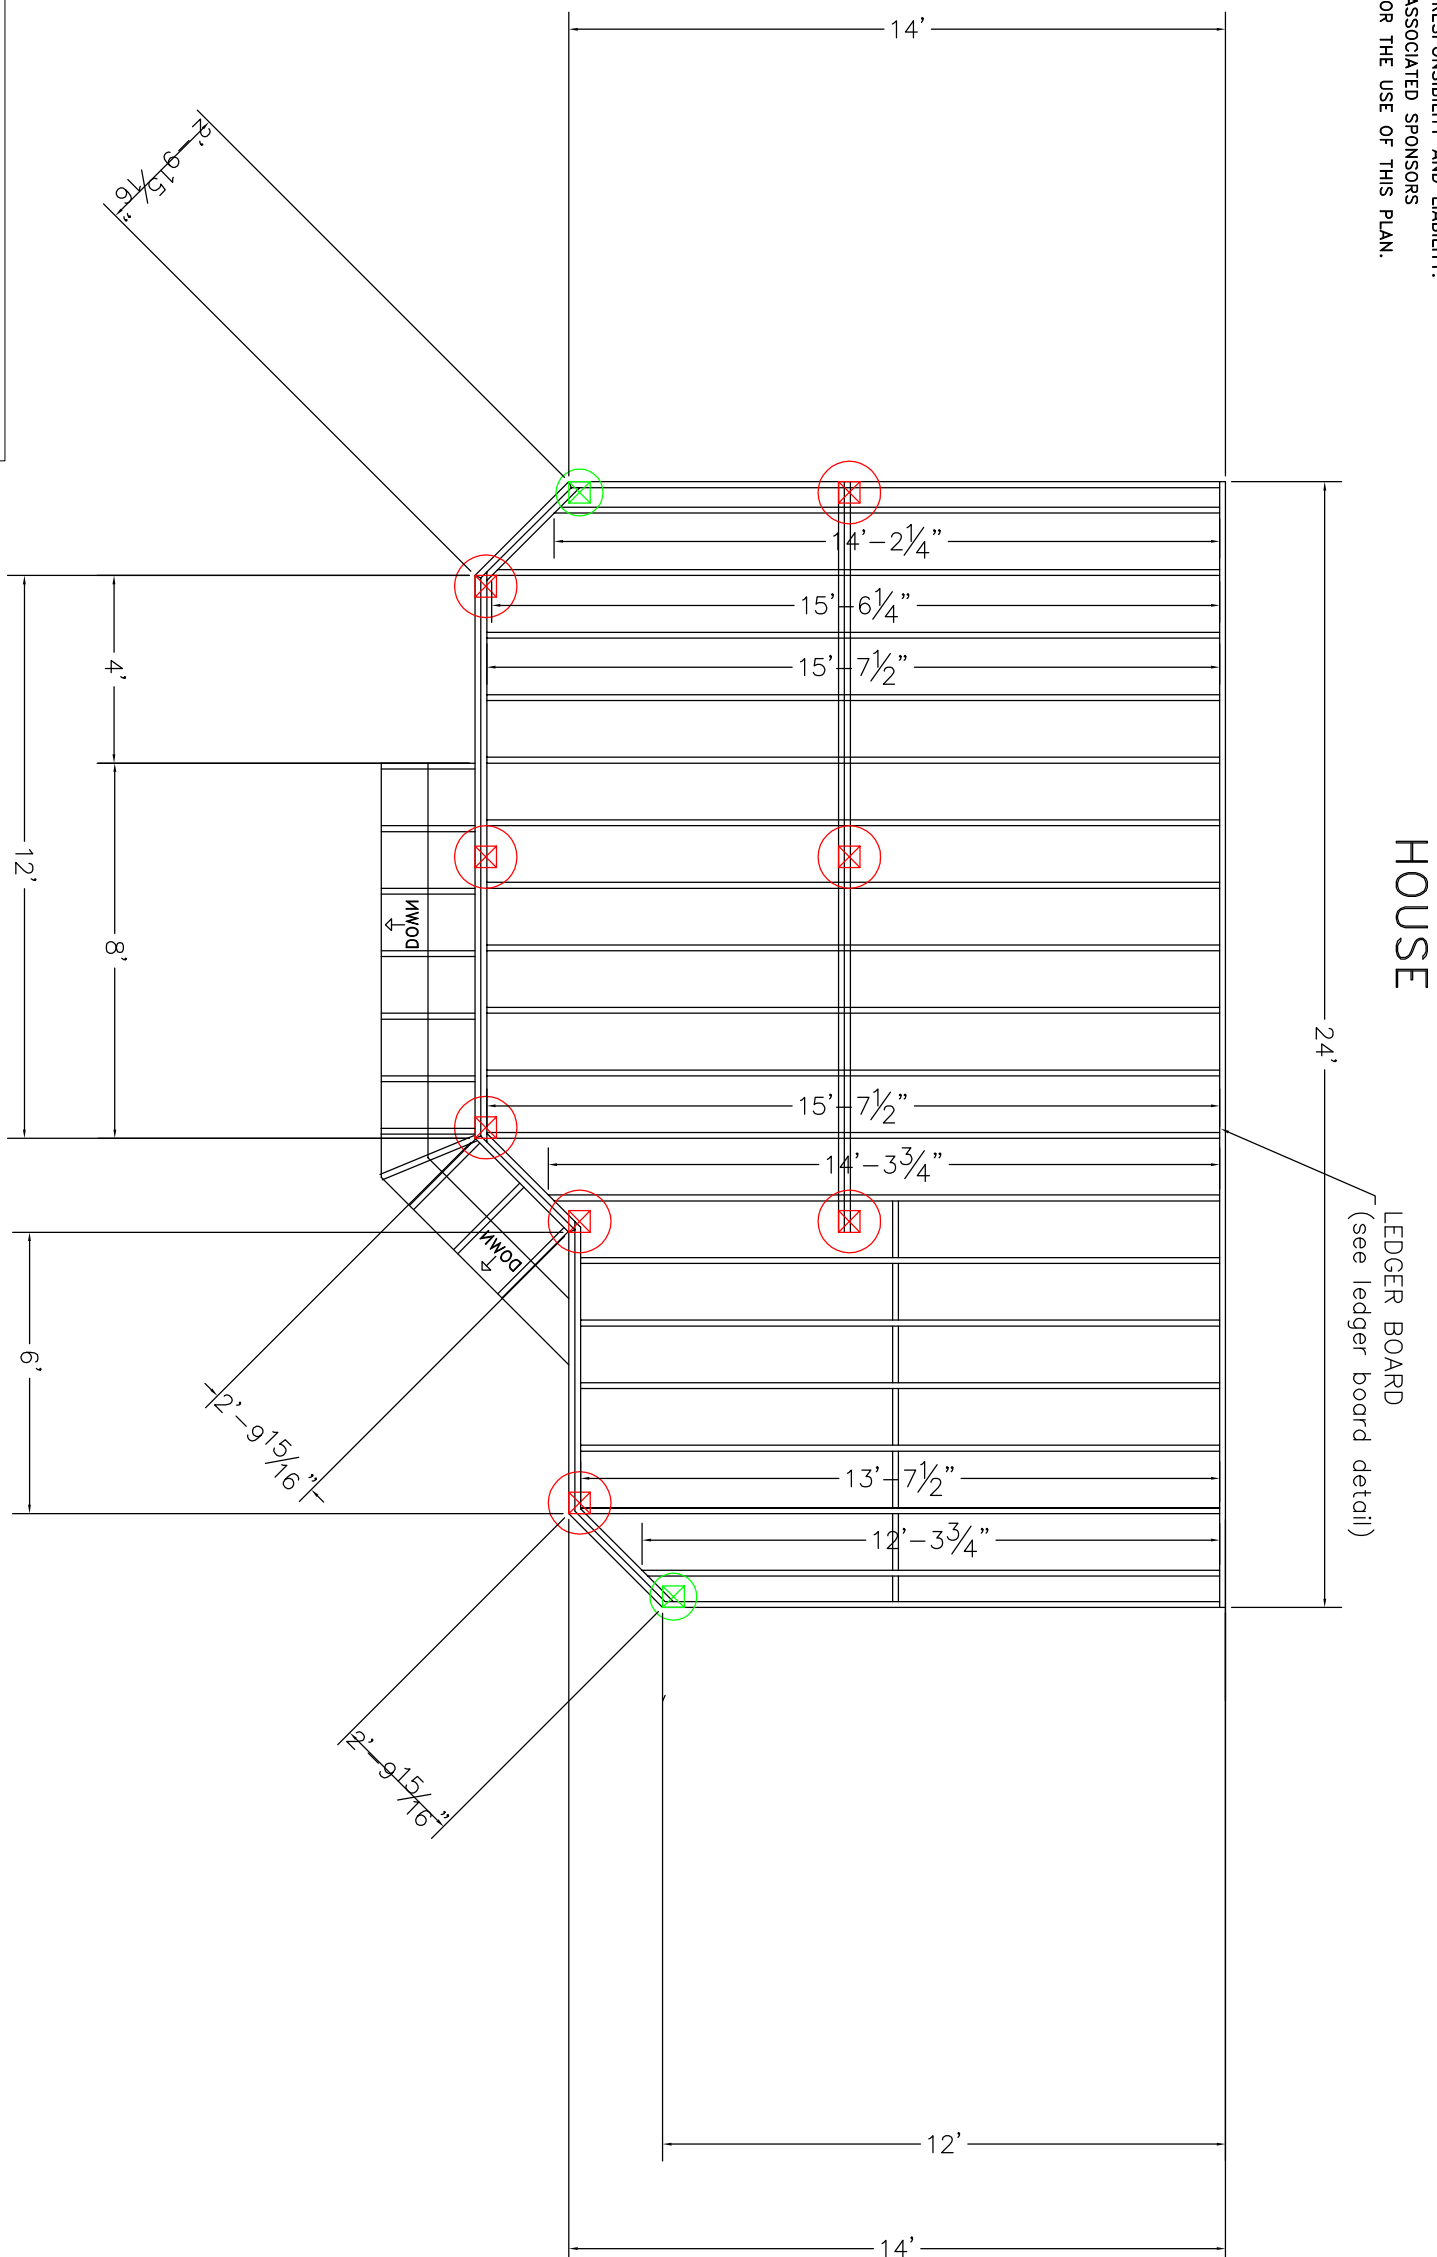 RESPONSIBILITY AND LIABILITY.
ASSOCIATED SPONSORS
OR THE USE OF THIS PLAN.
HOUSE
LEDGER BOARD
(see ledger board detail)
24'
14'
2'-9 15/16"
14'-2 1/4"
15'-6 1/4"
15'-7 1/2"
4'
12'
8'
DOWN
15'-7 1/2"
14'-3 3/4"
DOWN
6'
2'-9 15/16"
13'-7 1/2"
12'-3 3/4"
2'-9 15/16"
12'
14'